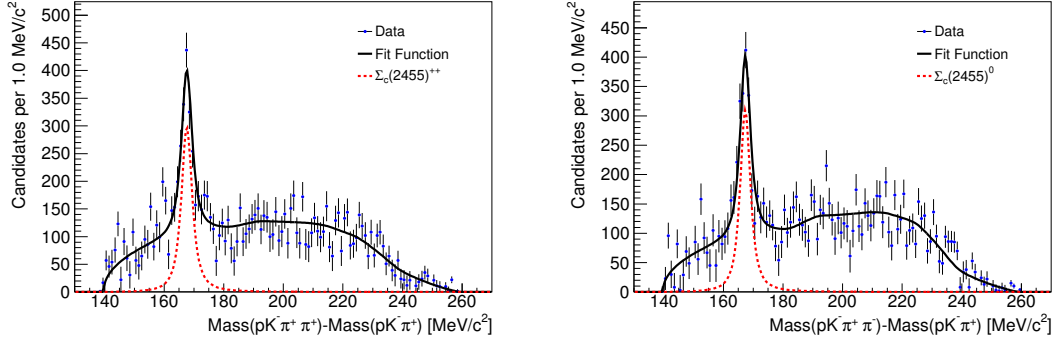 Candidates per 1.0 MeV/c²
500
450
400
350
300
250
200
150
100
50
0
Data
Fit Function
Σc(2455)⁺⁺
140 160 180 200 220 240 260
Mass(pK⁻π⁺ π⁺)-Mass(pK⁻π⁺) [MeV/c²]
Candidates per 1.0 MeV/c²
450
400
350
300
250
200
150
100
50
0
Data
Fit Function
Σc(2455)⁰
140 160 180 200 220 240 260
Mass(pK⁻π⁺ π⁻)-Mass(pK⁻π⁺) [MeV/c²]